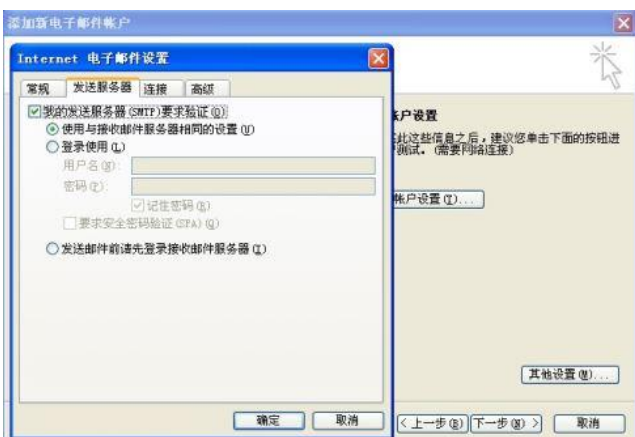 添加新电子邮件帐户
Internet 电子邮件设置
常规 发送服务器 连接 高级
我的发送服务器(SMTP)要求验证(O)
使用与接收邮件服务器相同的设置(U)
登录使用(L)
用户名(N):
密码(P):
记住密码(R)
要求安全密码验证(SPA)(Q)
发送邮件前请先登录接收邮件服务器(I)
确定 取消
帐户设置
此这些信息之后，建议您单击下面的按钮进
测试。(需要网络连接)
帐户设置(T)...
其他设置(M)...
< 上一步(B) 下一步(N) > 取消